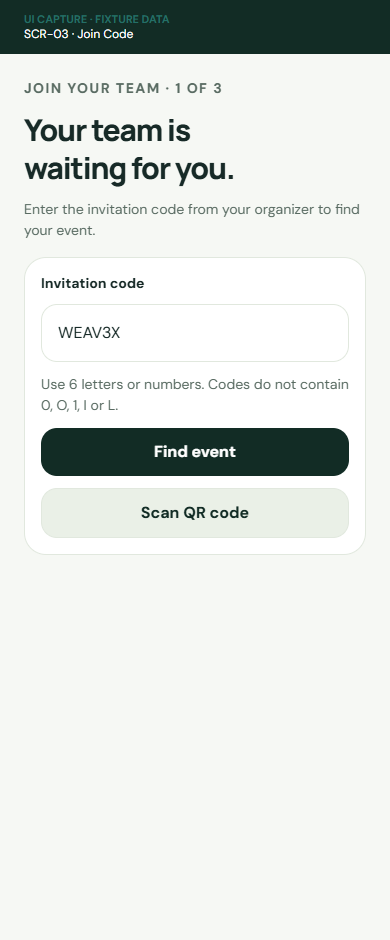 UI CAPTURE · FIXTURE DATA
SCR-03 · Join Code
JOIN YOUR TEAM · 1 OF 3
Your team is
waiting for you.
Enter the invitation code from your organizer to find
your event.
Invitation code
WEAV3X
Use 6 letters or numbers. Codes do not contain
0, O, 1, I or L.
Find event
Scan QR code